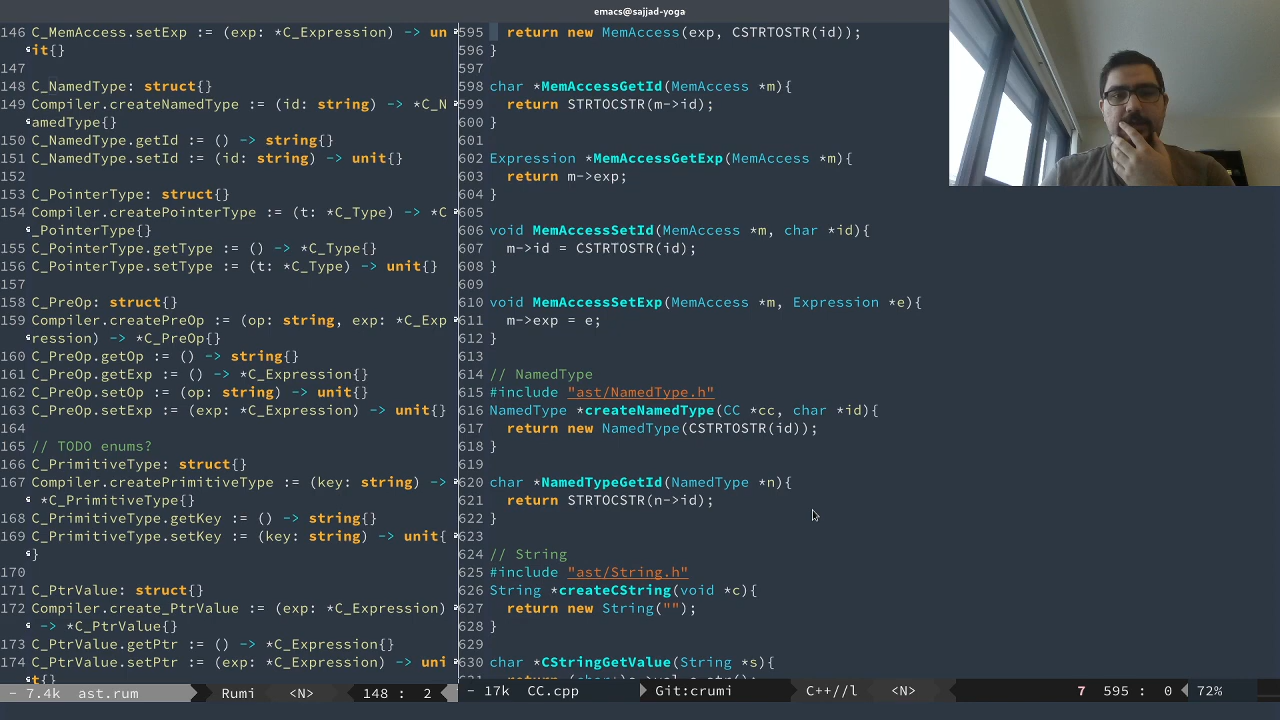 emacs@sajjad-yoga
146 C_MemAccess.setExp := (exp: *C_Expression) -> un
it{}
147
148 C_NamedType: struct{}
149 Compiler.createNamedType := (id: string) -> *C_N
amedType{}
150 C_NamedType.getId := () -> string{}
151 C_NamedType.setId := (id: string) -> unit{}
152
153 C_PointerType: struct{}
154 Compiler.createPointerType := (t: *C_Type) -> *C
_PointerType{}
155 C_PointerType.getType := () -> *C_Type{}
156 C_PointerType.setType := (t: *C_Type) -> unit{}
157
158 C_PreOp: struct{}
159 Compiler.createPreOp := (op: string, exp: *C_Exp
ression) -> *C_PreOp{}
160 C_PreOp.getOp := () -> string{}
161 C_PreOp.getExp := () -> *C_Expression{}
162 C_PreOp.setOp := (op: string) -> unit{}
163 C_PreOp.setExp := (exp: *C_Expression) -> unit{}
164
165 // TODO enums?
166 C_PrimitiveType: struct{}
167 Compiler.createPrimitiveType := (key: string) ->
*C_PrimitiveType{}
168 C_PrimitiveType.getKey := () -> string{}
169 C_PrimitiveType.setKey := (key: string) -> unit{
}
170
171 C_PtrValue: struct{}
172 Compiler.create_PtrValue := (exp: *C_Expression)
-> *C_PtrValue{}
173 C_PtrValue.getPtr := () -> *C_Expression{}
174 C_PtrValue.setPtr := (exp: *C_Expression) -> uni
t{}
- 7.4k ast.rum Rumi <N> 148 : 2
595 return new MemAccess(exp, CSTRTOSTR(id));
596 }
597
598 char *MemAccessGetId(MemAccess *m){
599 return STRTOCSTR(m->id);
600 }
601
602 Expression *MemAccessGetExp(MemAccess *m){
603 return m->exp;
604 }
605
606 void MemAccessSetId(MemAccess *m, char *id){
607 m->id = CSTRTOSTR(id);
608 }
609
610 void MemAccessSetExp(MemAccess *m, Expression *e){
611 m->exp = e;
612 }
613
614 // NamedType
615 #include "ast/NamedType.h"
616 NamedType *createNamedType(CC *cc, char *id){
617 return new NamedType(CSTRTOSTR(id));
618 }
619
620 char *NamedTypeGetId(NamedType *n){
621 return STRTOCSTR(n->id);
622 }
623
624 // String
625 #include "ast/String.h"
626 String *createCString(void *c){
627 return new String("");
628 }
629
630 char *CStringGetValue(String *s){
- 17k CC.cpp Git:crumi C++//l <N> 7 595 : 0 72%